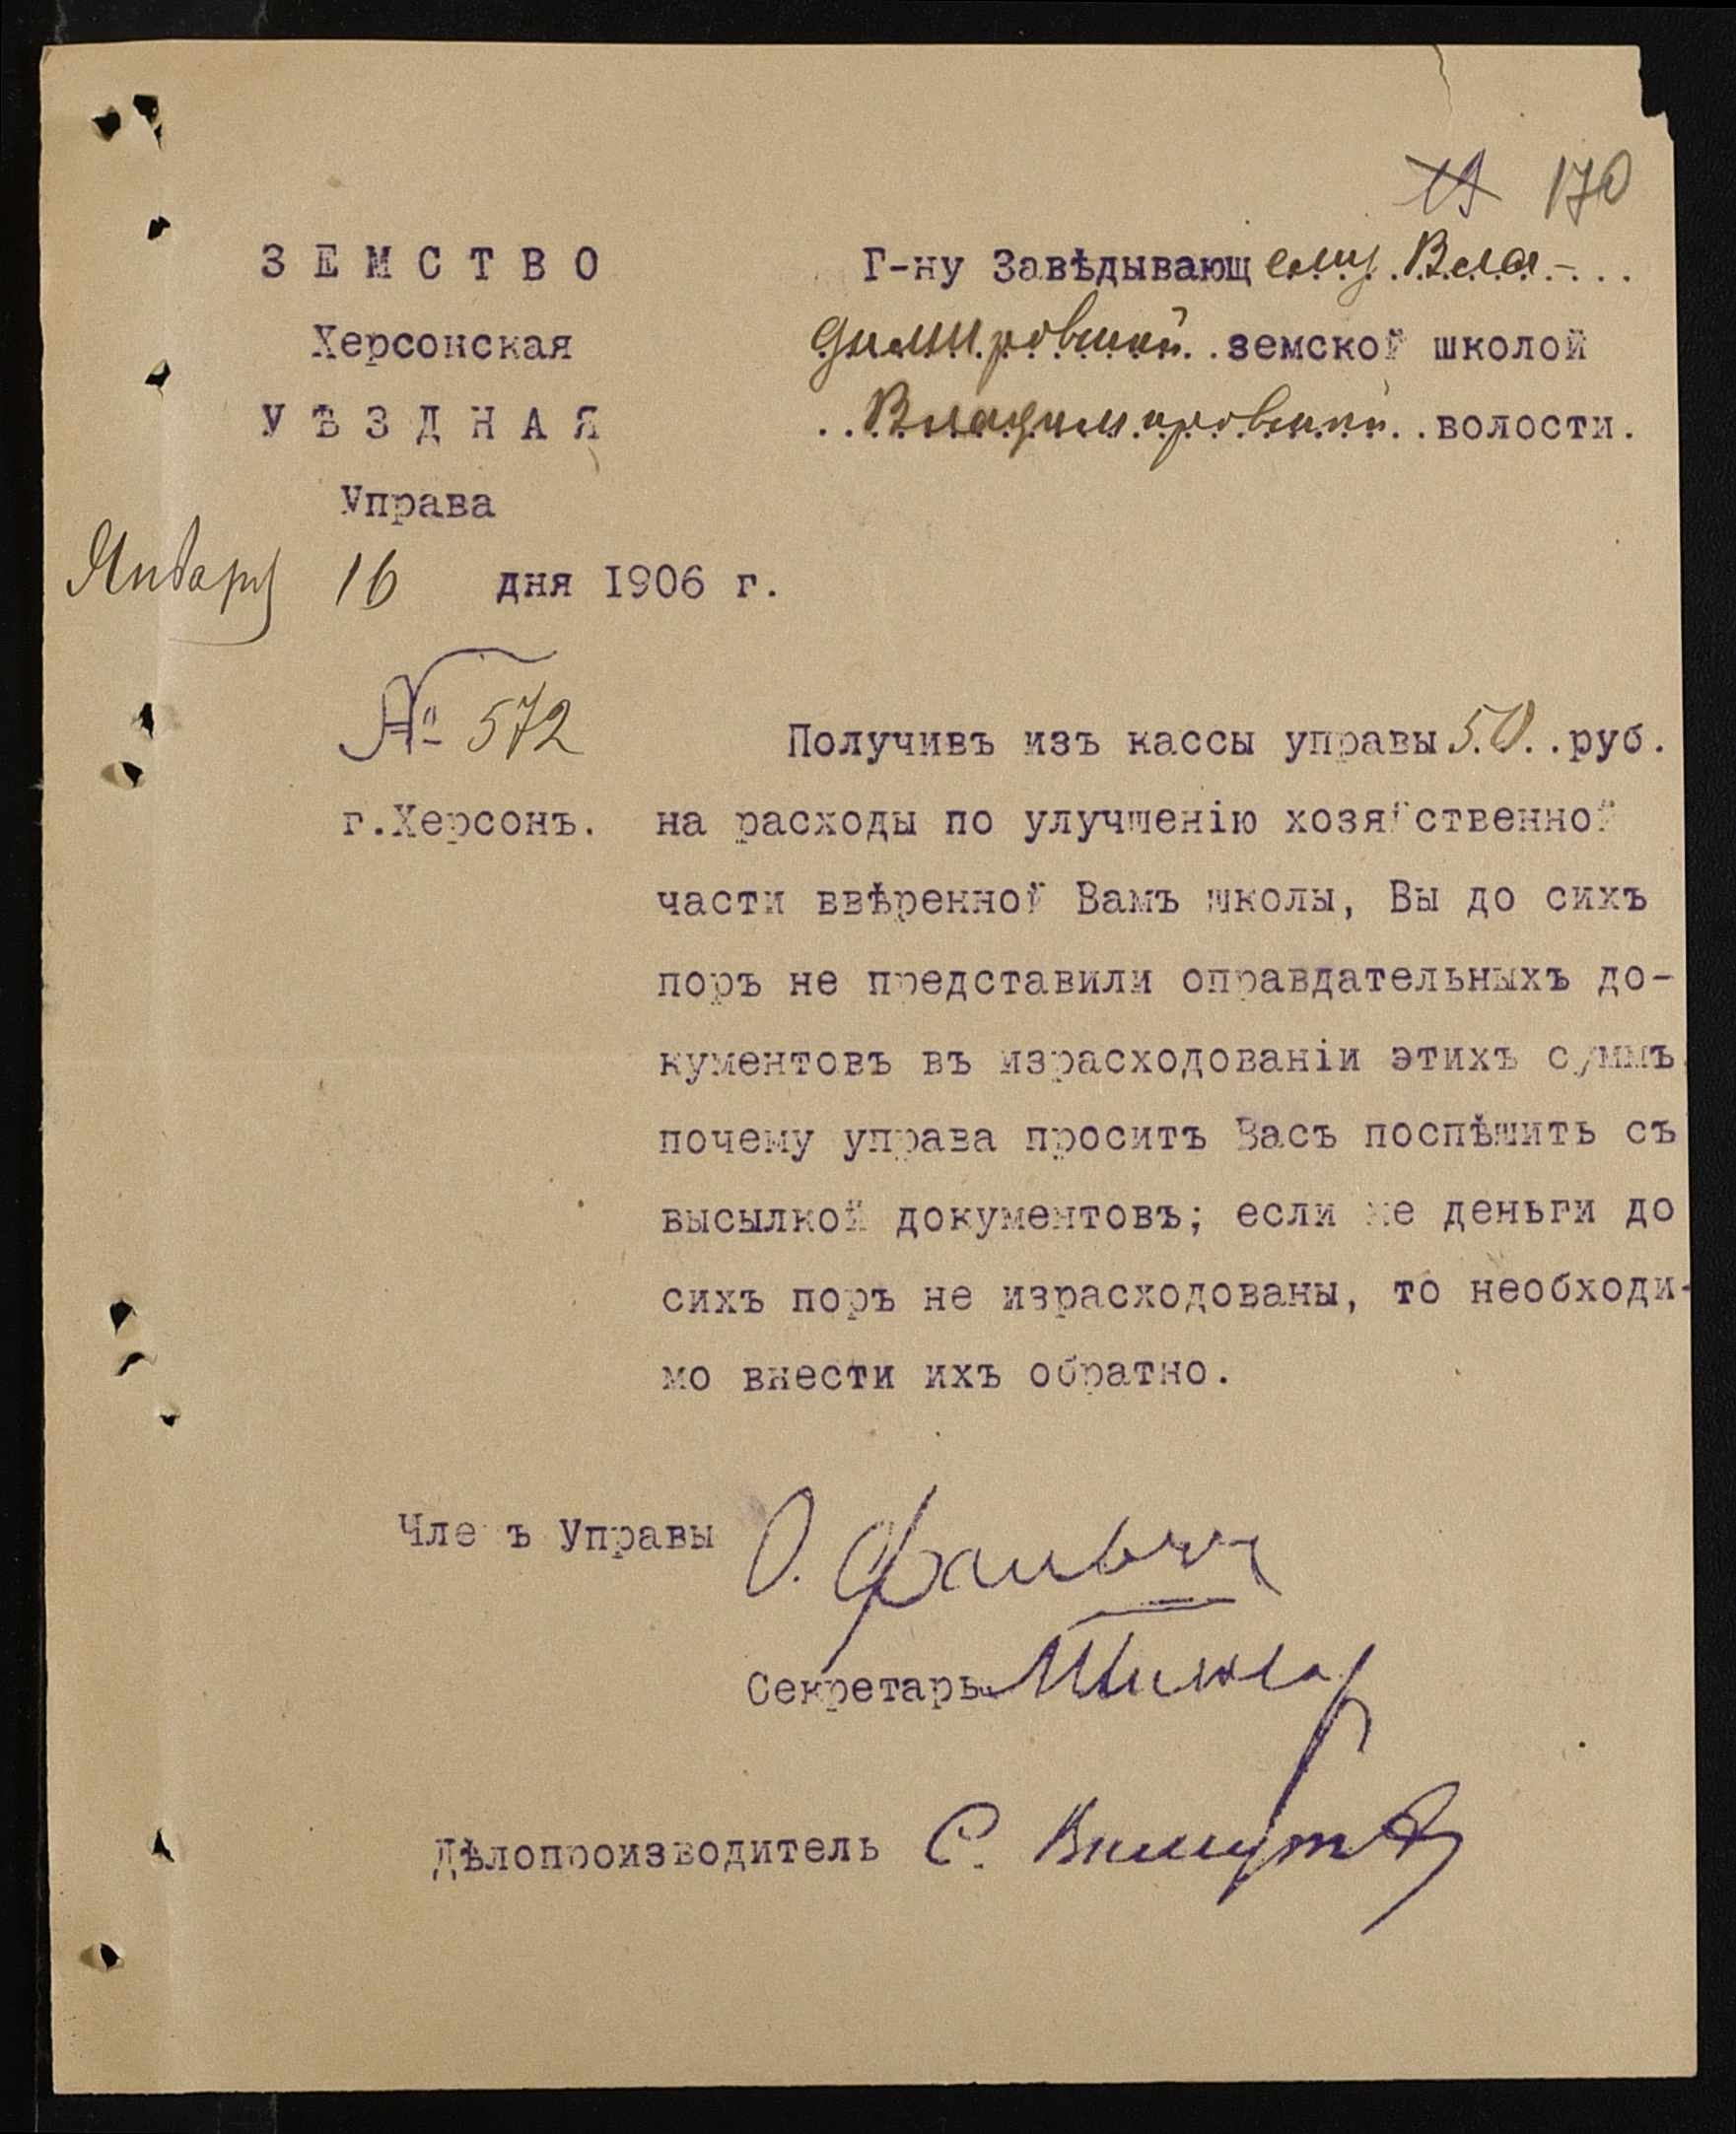 19 170
ЗЕМСТВО
Херсонская
УѢЗДНАЯ
Управа
Января 16 дня 1906 г.
№ 572
г.Херсонъ.
Г-ну Завѣдывающему Вла-
димировской земской школой
Владимировской волости.
Получивъ изъ кассы управы 50 руб.
на расходы по улучшенію хозяйственной
части ввѣренной Вамъ школы, Вы до сихъ
поръ не представили оправдательныхъ до-
кументовъ въ израсходованіи этихъ суммъ
почему управа проситъ Васъ поспѣшить съ
высылкой документовъ; если же деньги до
сихъ поръ не израсходованы, то необходи-
мо внести ихъ обратно.
Членъ Управы
Секретарь
Дѣлопроизводитель С.